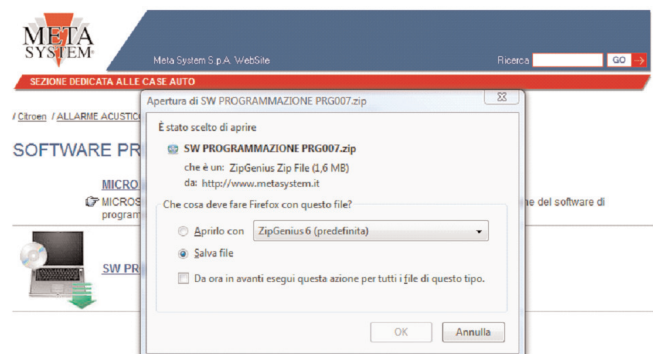 META
SYSTEM
Meta System S.p.A. WebSite
Ricerca
GO
SEZIONE DEDICATA ALLE CASE AUTO
Apertura di SW PROGRAMMAZIONE PRG007.zip
/ Citroen / ALLARME ACUSTIC
È stato scelto di aprire
SW PROGRAMMAZIONE PRG007.zip
SOFTWARE PR
che è un: ZipGenius Zip File (1,6 MB)
da: http://www.metasystem.it
MICRO
MICROS
ne del software di
program
Che cosa deve fare Firefox con questo file?
Aprirlo con
ZipGenius 6 (predefinita)
Salva file
SW PR
Da ora in avanti esegui questa azione per tutti i file di questo tipo.
OK
Annulla